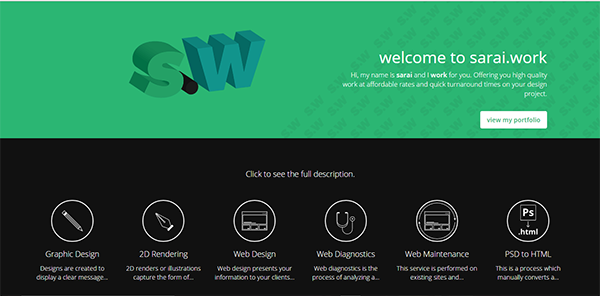 S.W
welcome to sarai.work
Hi, my name is sarai and I work for you. Offering you high quality
work at affordable rates and quick turnaround times on your design
project.
view my portfolio
Click to see the full description.
Ps
.html
Graphic Design
2D Rendering
Web Design
Web Diagnostics
Web Maintenance
PSD to HTML
Designs are created to
display a clear message...
2D renders or illustrations
capture the form of...
Web design presents your
information to your clients...
Web diagnostics is the
process of analyzing a...
This service is performed on
existing sites and...
This is a process which
manually converts a...